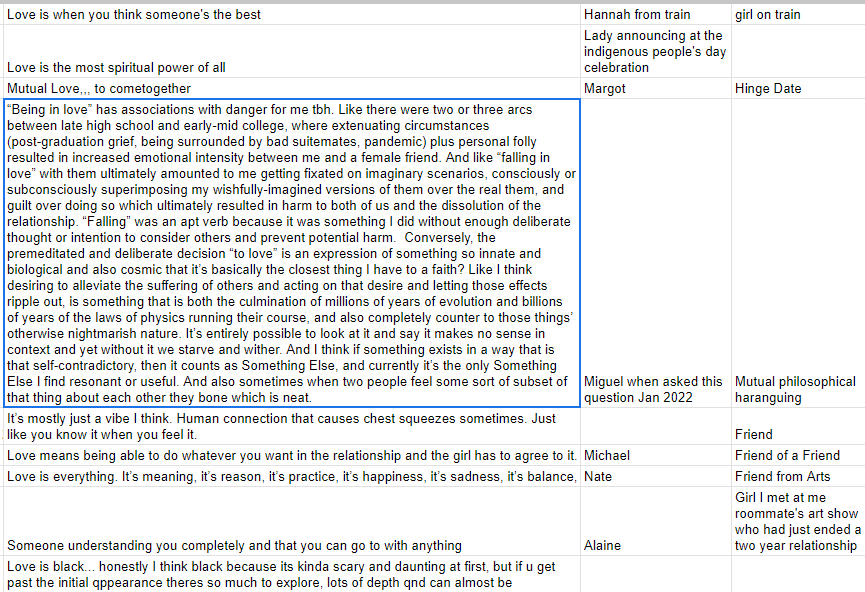 Love is when you think someone's the best
Hannah from train
girl on train
Love is the most spiritual power of all
Lady announcing at the
indigenous people's day
celebration
Mutual Love,,, to cometogether
Margot
Hinge Date
“Being in love” has associations with danger for me tbh. Like there were two or three arcs
between late high school and early-mid college, where extenuating circumstances
(post-graduation grief, being surrounded by bad suitemates, pandemic) plus personal folly
resulted in increased emotional intensity between me and a female friend. And like “falling in
love” with them ultimately amounted to me getting fixated on imaginary scenarios, consciously or
subconsciously superimposing my wishfully-imagined versions of them over the real them, and
guilt over doing so which ultimately resulted in harm to both of us and the dissolution of the
relationship. “Falling” was an apt verb because it was something I did without enough deliberate
thought or intention to consider others and prevent potential harm.  Conversely, the
premeditated and deliberate decision “to love” is an expression of something so innate and
biological and also cosmic that it’s basically the closest thing I have to a faith? Like I think
desiring to alleviate the suffering of others and acting on that desire and letting those effects
ripple out, is something that is both the culmination of millions of years of evolution and billions
of years of the laws of physics running their course, and also completely counter to those things’
otherwise nightmarish nature. It’s entirely possible to look at it and say it makes no sense in
context and yet without it we starve and wither. And I think if something exists in a way that is
that self-contradictory, then it counts as Something Else, and currently it’s the only Something
Else I find resonant or useful. And also sometimes when two people feel some sort of subset of
that thing about each other they bone which is neat.
Miguel when asked this
question Jan 2022
Mutual philosophical
haranguing
It’s mostly just a vibe I think. Human connection that causes chest squeezes sometimes. Just
like you know it when you feel it.
Friend
Love means being able to do whatever you want in the relationship and the girl has to agree to it.
Michael
Friend of a Friend
Love is everything. It’s meaning, it’s reason, it’s practice, it’s happiness, it’s sadness, it’s balance,
Nate
Friend from Arts
Someone understanding you completely and that you can go to with anything
Alaine
Girl I met at me
roommate's art show
who had just ended a
two year relationship
Love is black... honestly I think black because its kinda scary and daunting at first, but if u get
past the initial qppearance theres so much to explore, lots of depth qnd can almost be